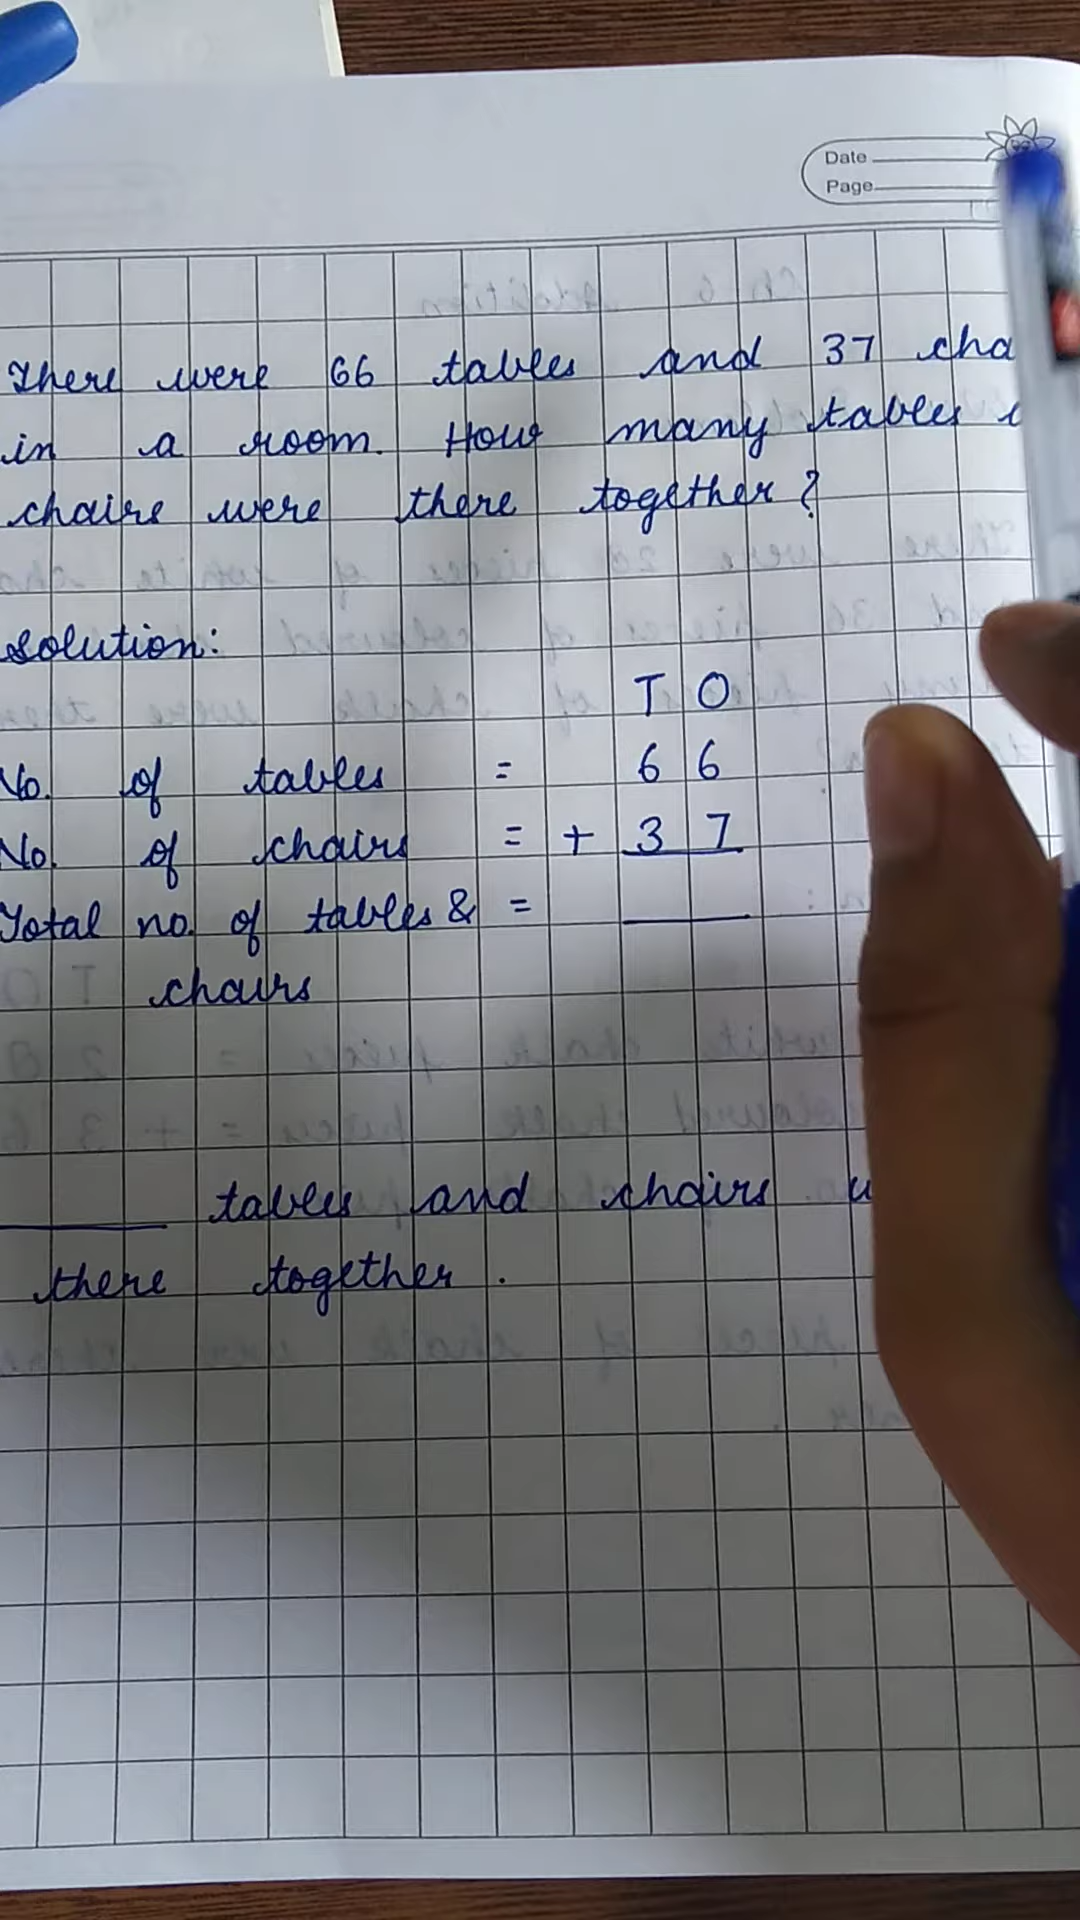 Date
Page
There were 66 tables and 37 cha
in a room. How many tables
chairs were there together?
solution:
T O
No. of tables = 6 6
No. of chairs = + 3 7
Total no. of tables & =
chairs
tables and chairs w
there together.